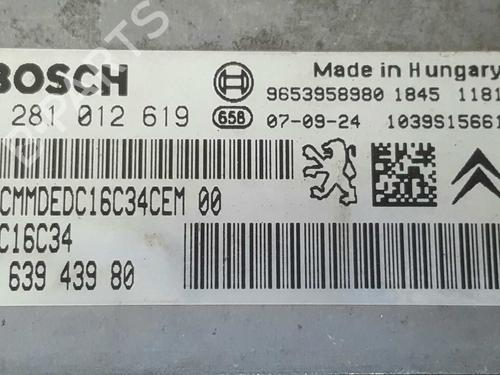 BOSCH
Made in Hungary
9653958980 1845 1181
281 012 619
658
07-09-24 1039S15661
CMMDEDC16C34CEM 00
C16C34
639 439 80
B-PARTS